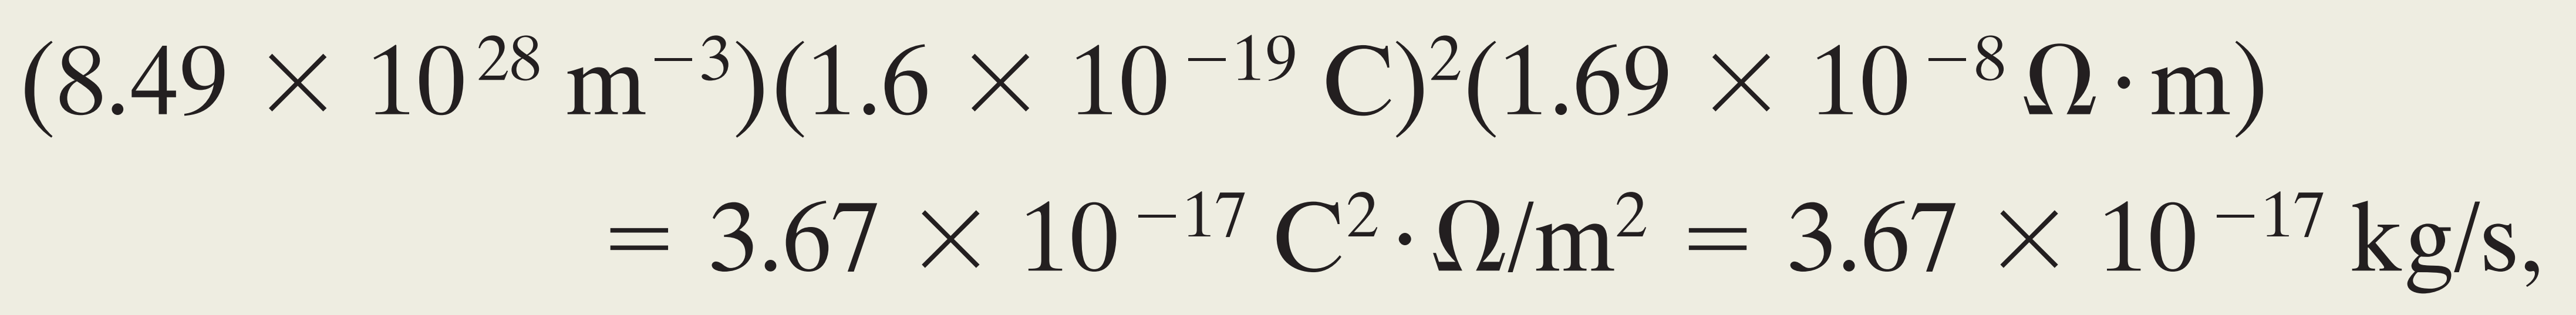 (8.49 × 10²⁸ m⁻³)(1.6 × 10⁻¹⁹ C)²(1.69 × 10⁻⁸ Ω·m)
= 3.67 × 10⁻¹⁷ C²·Ω/m² = 3.67 × 10⁻¹⁷ kg/s,